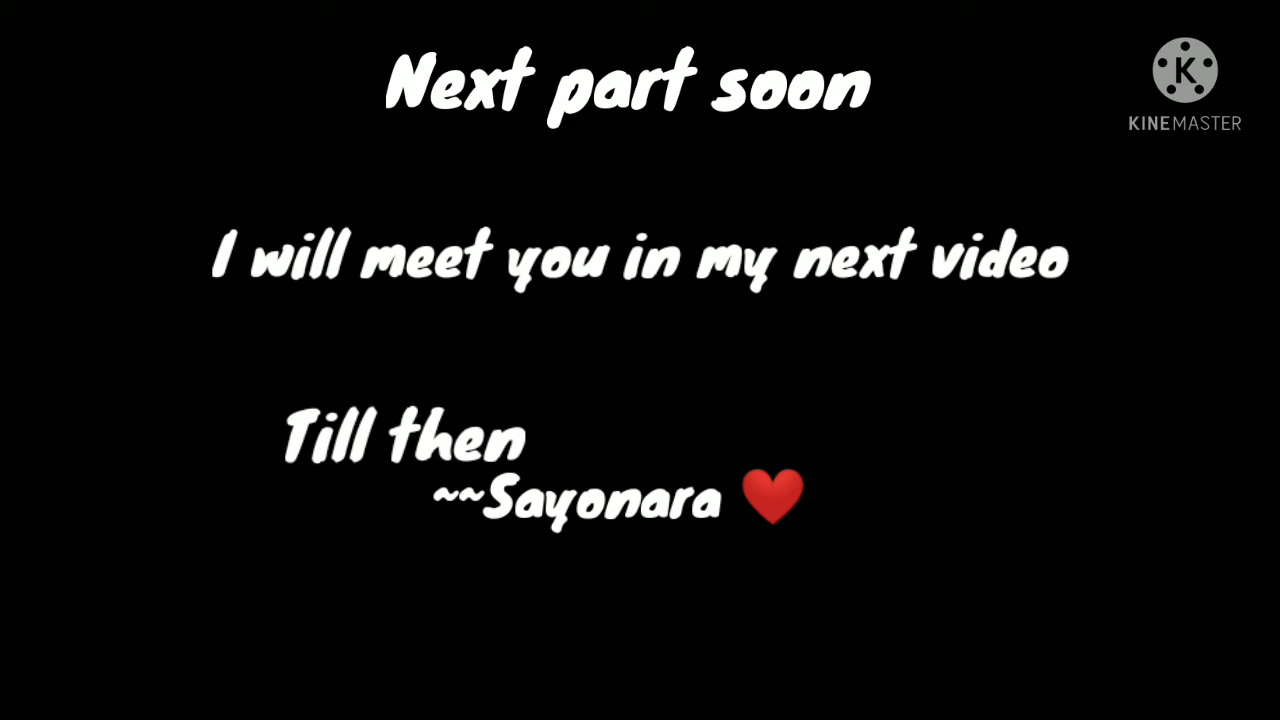 Next part soon
K
KINEMASTER
I will meet you in my next video
Till then
~~Sayonara ❤️